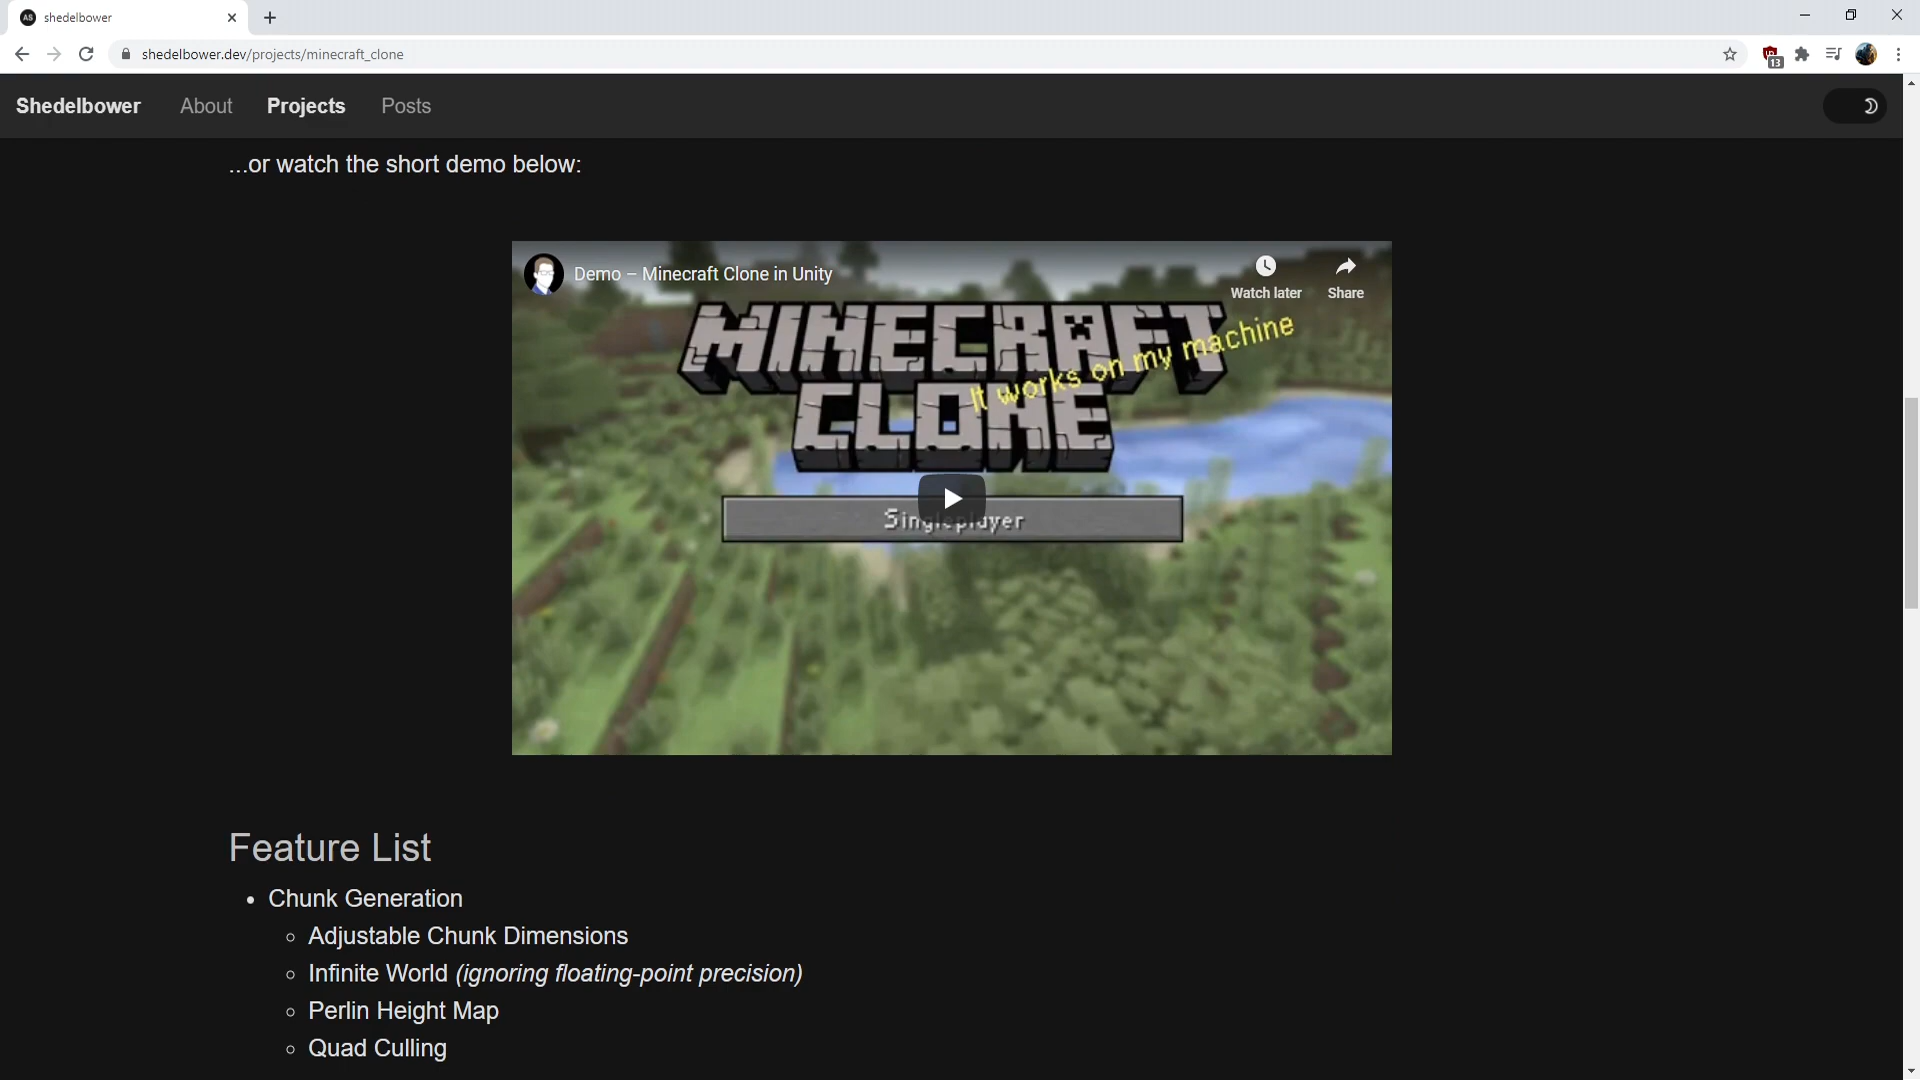 shedelbower
shedelbower.dev/projects/minecraft_clone
13
Shedelbower About Projects Posts
...or watch the short demo below:
Demo – Minecraft Clone in Unity
Watch later Share
MINECRAFT
CLONE
It works on my machine
Singleplayer
Feature List
• Chunk Generation
◦ Adjustable Chunk Dimensions
◦ Infinite World (ignoring floating-point precision)
◦ Perlin Height Map
◦ Quad Culling